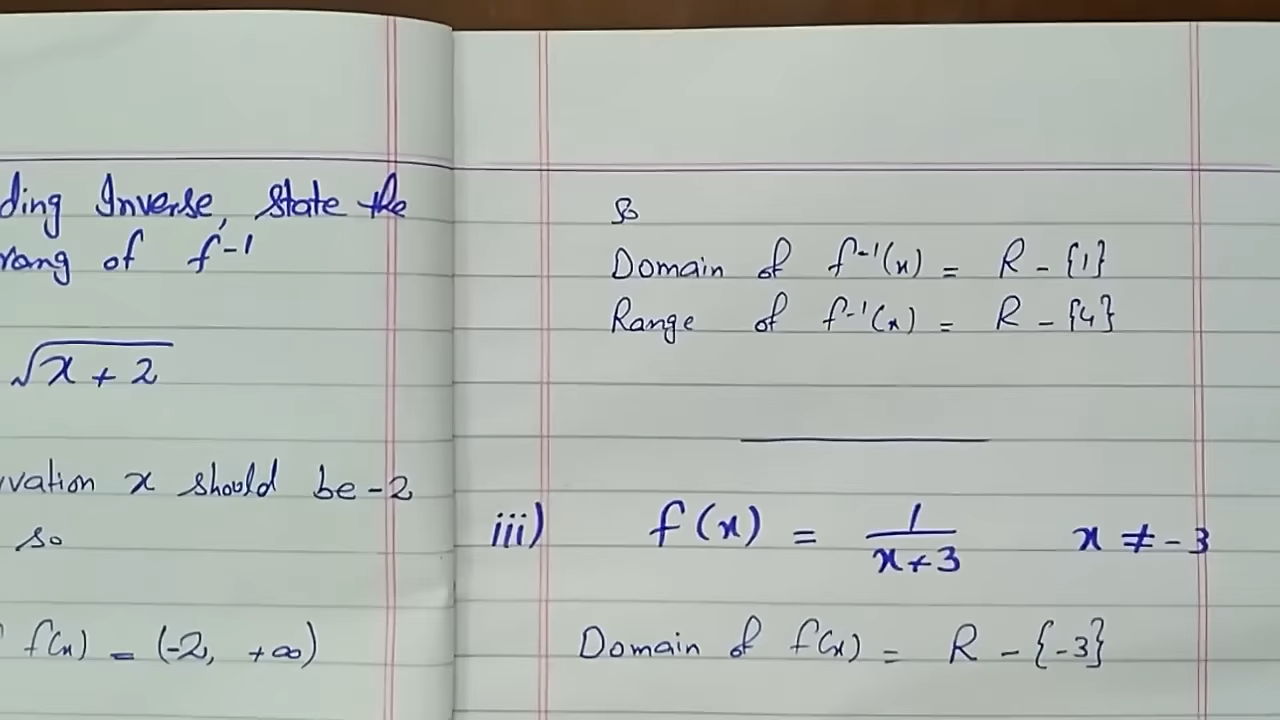 ding Inverse, state the
rang of f⁻¹
√x + 2
vation x should be -2
so
f(x) = (-2, +∞)
So
Domain of f⁻¹(x) = R - {1}
Range of f⁻¹(x) = R - {4}
iii) f(x) = 1/(x+3) x ≠ -3
Domain of f(x) = R - {-3}